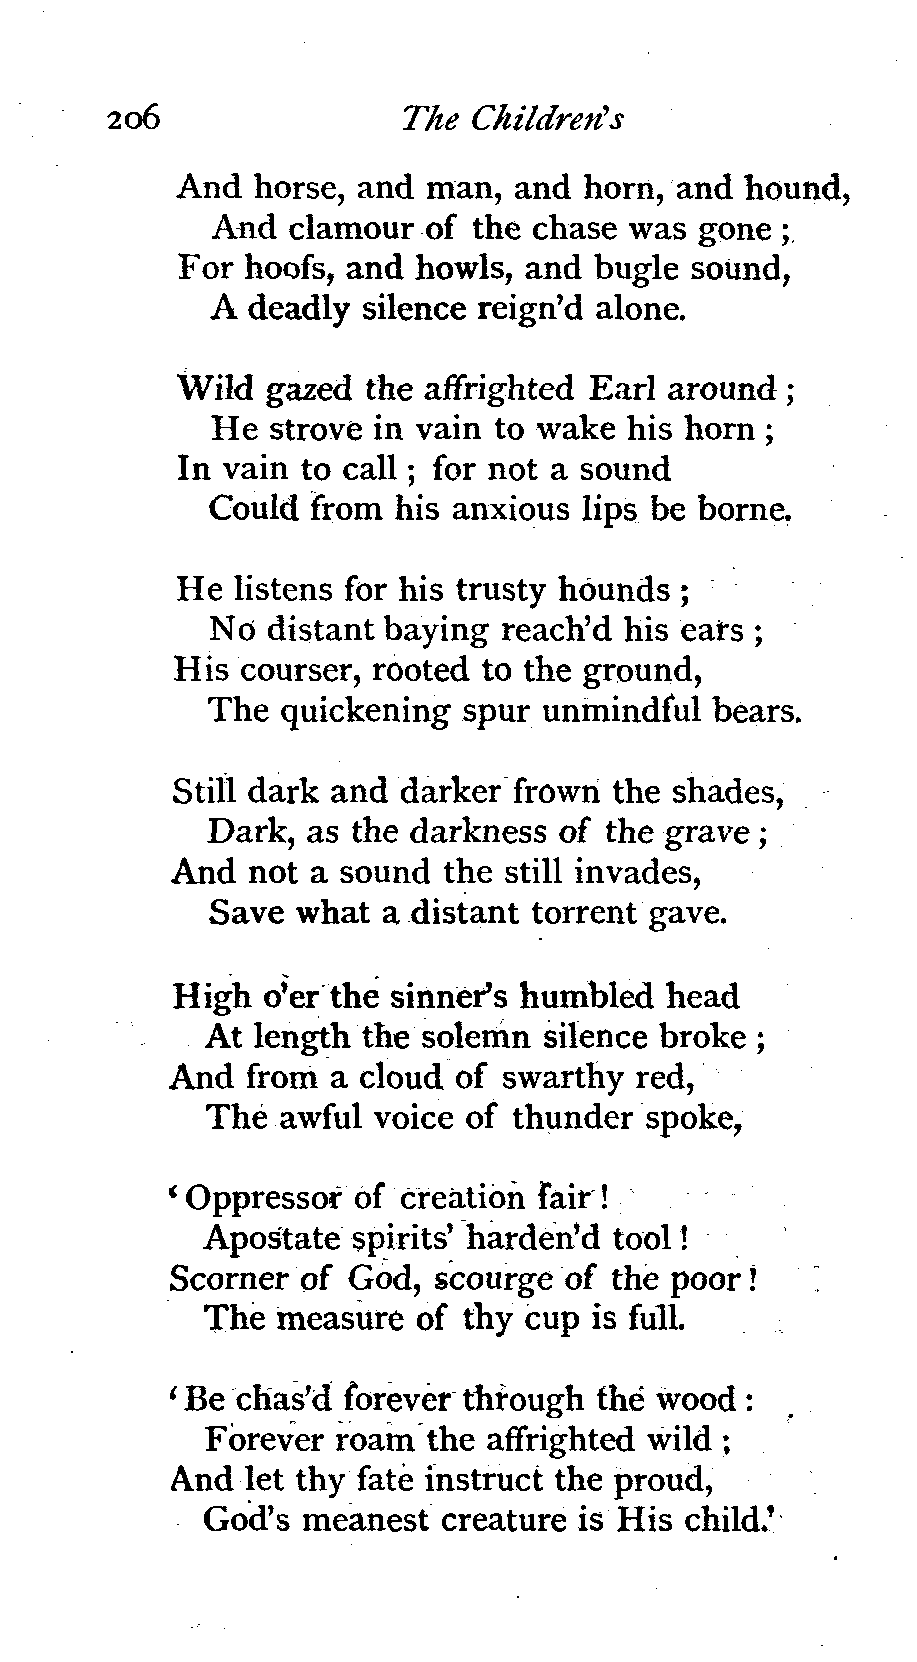 206 The Children's
And horse, and man, and horn, and hound,
And clamour of the chase was gone ;
For hoofs, and howls, and bugle sound,
A deadly silence reign'd alone.
Wild gazed the affrighted Earl around ;
He strove in vain to wake his horn ;
In vain to call ; for not a sound
Could from his anxious lips be borne.
He listens for his trusty hounds ;
No distant baying reach'd his ears ;
His courser, rooted to the ground,
The quickening spur unmindful bears.
Still dark and darker frown the shades,
Dark, as the darkness of the grave ;
And not a sound the still invades,
Save what a distant torrent gave.
High o'er the sinner's humbled head
At length the solemn silence broke ;
And from a cloud of swarthy red,
The awful voice of thunder spoke,
‘ Oppressor of creation fair !
Apostate spirits' harden'd tool !
Scorner of God, scourge of the poor !
The measure of thy cup is full.
‘ Be chas'd forever through the wood :
Forever roam the affrighted wild ;
And let thy fate instruct the proud,
God's meanest creature is His child.’